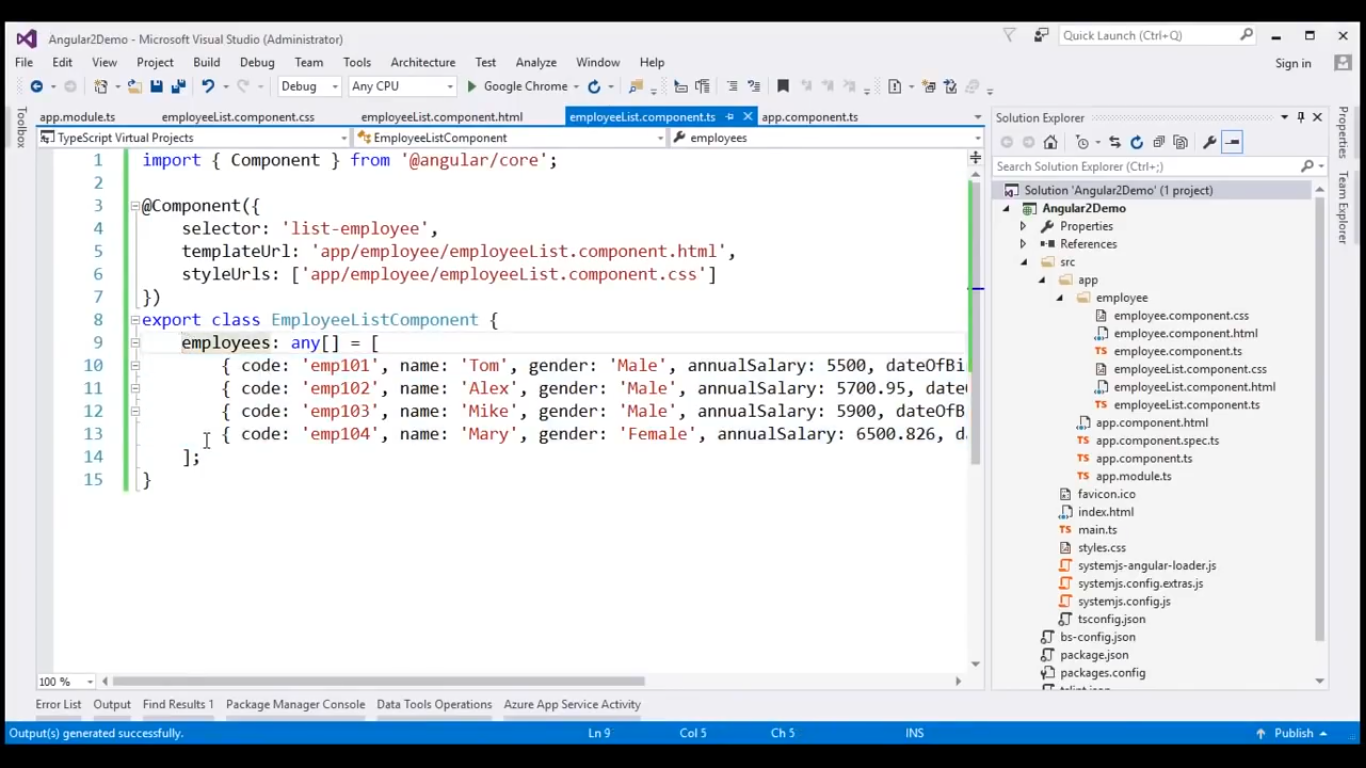 Angular2Demo - Microsoft Visual Studio (Administrator)
Quick Launch (Ctrl+Q)
File Edit View Project Build Debug Team Tools Architecture Test Analyze Window Help
Sign in
Debug Any CPU Google Chrome
Toolbox
app.module.ts employeeList.component.css employeeList.component.html employeeList.component.ts app.component.ts
TypeScript Virtual Projects EmployeeListComponent employees
1 import { Component } from '@angular/core';
2
3 @Component({
4 selector: 'list-employee',
5 templateUrl: 'app/employee/employeeList.component.html',
6 styleUrls: ['app/employee/employeeList.component.css']
7 })
8 export class EmployeeListComponent {
9 employees: any[] = [
10 { code: 'emp101', name: 'Tom', gender: 'Male', annualSalary: 5500, dateOfBi
11 { code: 'emp102', name: 'Alex', gender: 'Male', annualSalary: 5700.95, date
12 { code: 'emp103', name: 'Mike', gender: 'Male', annualSalary: 5900, dateOfB
13 { code: 'emp104', name: 'Mary', gender: 'Female', annualSalary: 6500.826, d
14 ];
15 }
100 %
Solution Explorer
Search Solution Explorer (Ctrl+;)
Solution 'Angular2Demo' (1 project)
Angular2Demo
Properties
References
src
app
employee
employee.component.css
employee.component.html
employee.component.ts
employeeList.component.css
employeeList.component.html
employeeList.component.ts
app.component.html
app.component.spec.ts
app.component.ts
app.module.ts
favicon.ico
index.html
main.ts
styles.css
systemjs-angular-loader.js
systemjs.config.extras.js
systemjs.config.js
tsconfig.json
bs-config.json
package.json
packages.config
Properties
Team Explorer
Error List Output Find Results 1 Package Manager Console Data Tools Operations Azure App Service Activity
Output(s) generated successfully. Ln 9 Col 5 Ch 5 INS Publish